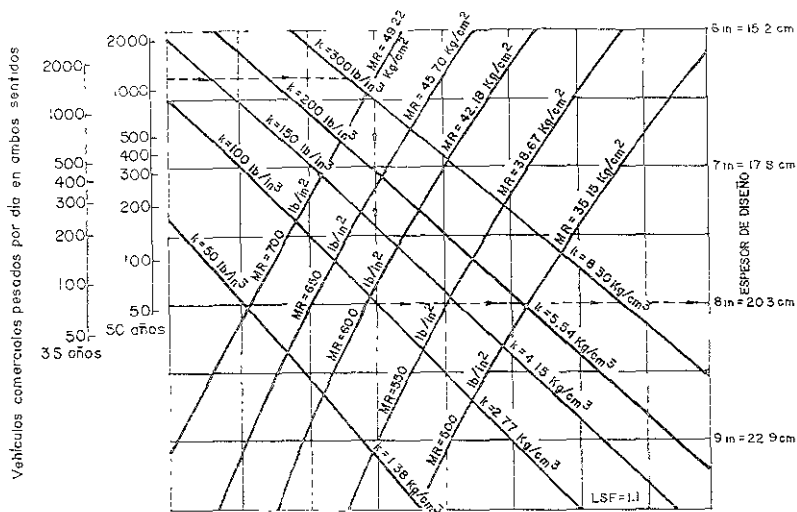 Vehículos comerciales pesados por día en ambos sentidos
2000
1000
500
400
300
200
100
50
35 años
2000
1000
500
400
300
200
100
50
50 años
k=300 lb/in3
k=200 lb/in3
k=150 lb/in3
k=100 lb/in3
k=50 lb/in3
MR=49.22 Kg/cm2
MR=45.70 Kg/cm2
MR=42.18 Kg/cm2
MR=38.67 Kg/cm2
MR=35.15 Kg/cm2
MR=700 lb/in2
MR=650 lb/in2
MR=600 lb/in2
MR=550 lb/in2
MR=500 lb/in2
k=8.30 Kg/cm3
k=5.54 Kg/cm3
k=4.15 Kg/cm3
k=2.77 Kg/cm3
k=1.38 Kg/cm3
LSF=1.1
6 in=15.2 cm
7 in=17.8 cm
8 in=20.3 cm
9 in=22.9 cm
ESPESOR DE DISEÑO